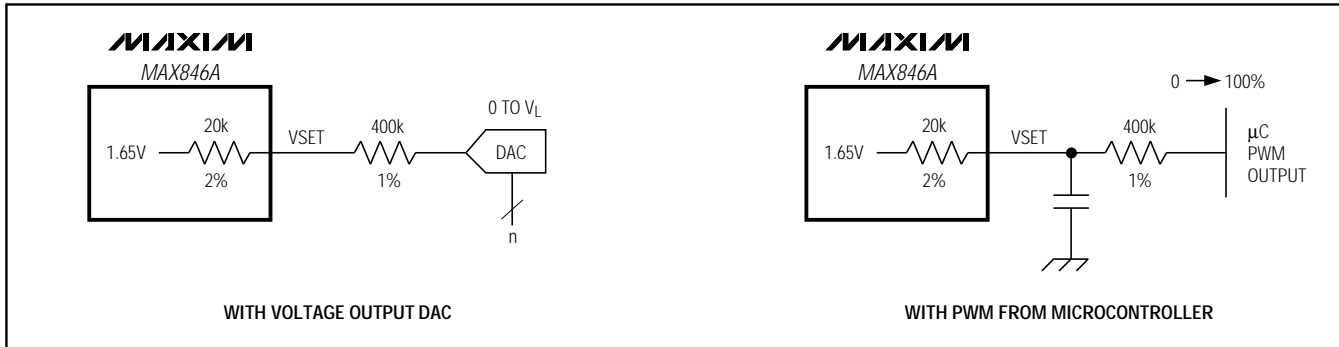 MAXIM
MAX846A
1.65V
20k
2%
VSET
400k
1%
0 TO VL
DAC
n
WITH VOLTAGE OUTPUT DAC
MAXIM
MAX846A
1.65V
20k
2%
VSET
400k
1%
0 → 100%
µC
PWM
OUTPUT
WITH PWM FROM MICROCONTROLLER